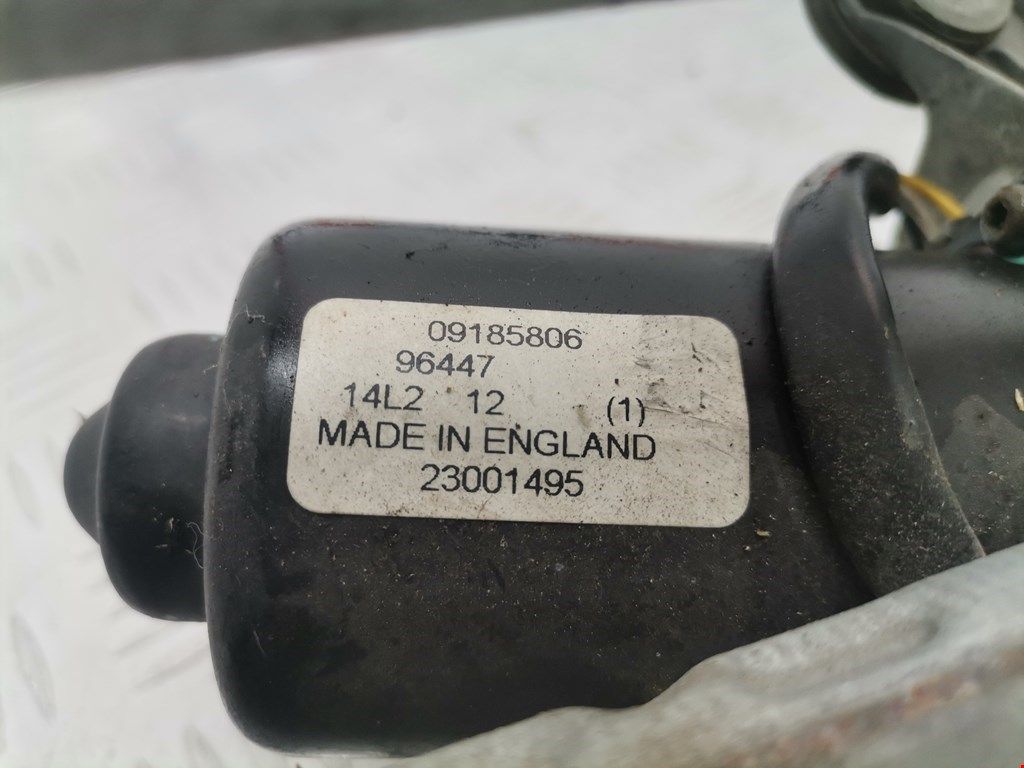 09185806
96447
14L2 12 (1)
MADE IN ENGLAND
23001495